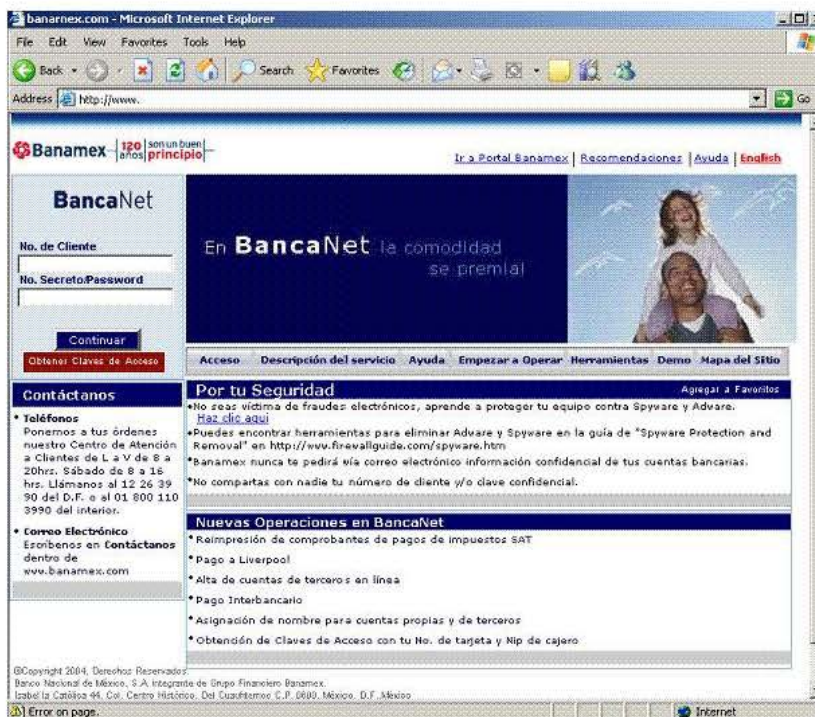 banarnex.com - Microsoft Internet Explorer
File Edit View Favorites Tools Help
Back Search Favorites
Address http://www. Go
Banamex 120 años son un buen principio
Ir a Portal Banamex | Recomendaciones | Ayuda | English
BancaNet
No. de Cliente
No. Secreto/Password
Continuar
Obtener Claves de Acceso
En BancaNet la comodidad
se premia!
Acceso Descripción del servicio Ayuda Empezar a Operar Herramientas Demo Mapa del Sitio
Contáctanos
• Teléfonos
Ponemos a tus órdenes
nuestro Centro de Atención
a Clientes de L a V de 8 a
20hrs. Sábado de 8 a 16
hrs. Llámanos al 12 26 39
90 del D.F. o al 01 800 110
3990 del interior.
• Correo Electrónico
Escríbenos en Contáctanos
dentro de
www.banamex.com
Por tu Seguridad Agregar a Favoritos
•No seas víctima de fraudes electrónicos, aprende a proteger tu equipo contra Spyware y Adware.
Haz clic aquí
•Puedes encontrar herramientas para eliminar Adware y Spyware en la guía de "Spyware Protection and
Removal" en http://www.firewallguide.com/spyware.htm
•Banamex nunca te pedirá vía correo electrónico información confidencial de tus cuentas bancarias.
•No compartas con nadie tu número de cliente y/o clave confidencial.
Nuevas Operaciones en BancaNet
• Reimpresión de comprobantes de pagos de impuestos SAT
• Pago a Liverpool
• Alta de cuentas de terceros en línea
• Pago Interbancario
• Asignación de nombre para cuentas propias y de terceros
• Obtención de Claves de Acceso con tu No. de tarjeta y Nip de cajero
©Copyright 2004, Derechos Reservados.
Banco Nacional de México, S.A. integrante de Grupo Financiero Banamex.
Isabel la Católica 44, Col. Centro Histórico, Del. Cuauhtemoc C.P. 0600, México, D.F., México
Error on page. Internet